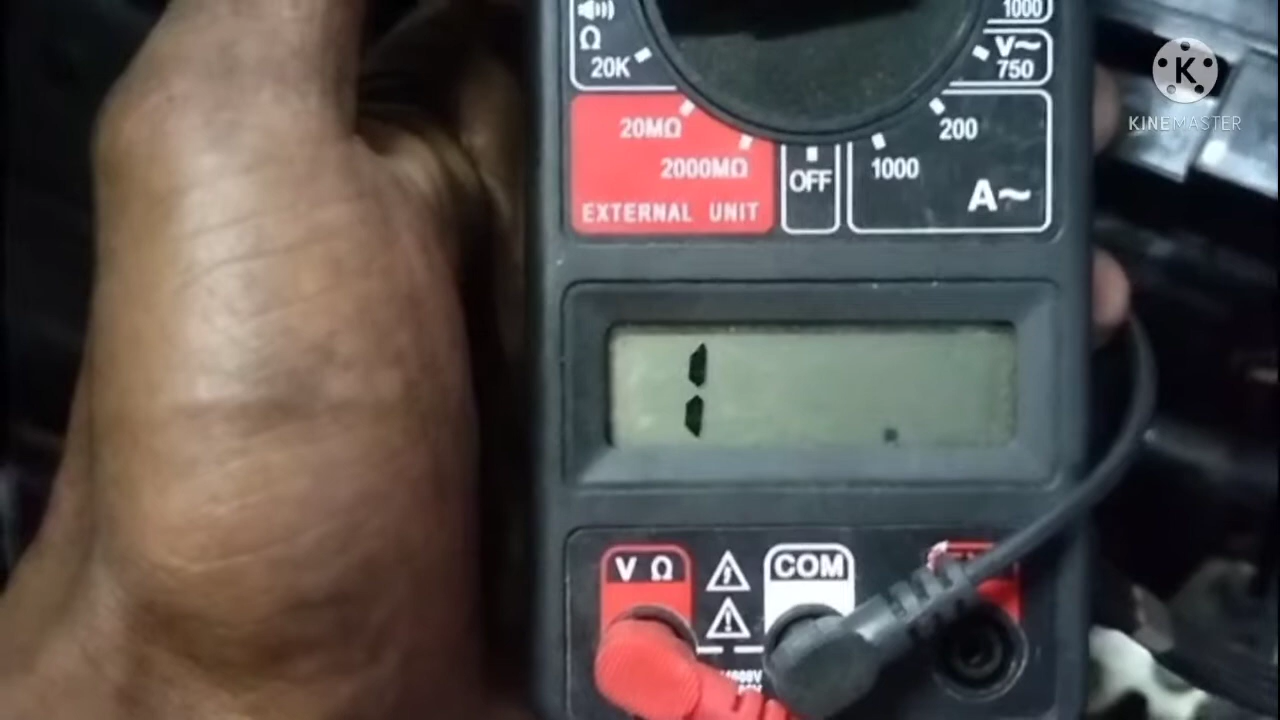 1000
Ω
20K
V~
750
20MΩ
200
2000MΩ
1000
OFF
A~
EXTERNAL UNIT
K
KINEMASTER
1
V Ω
COM